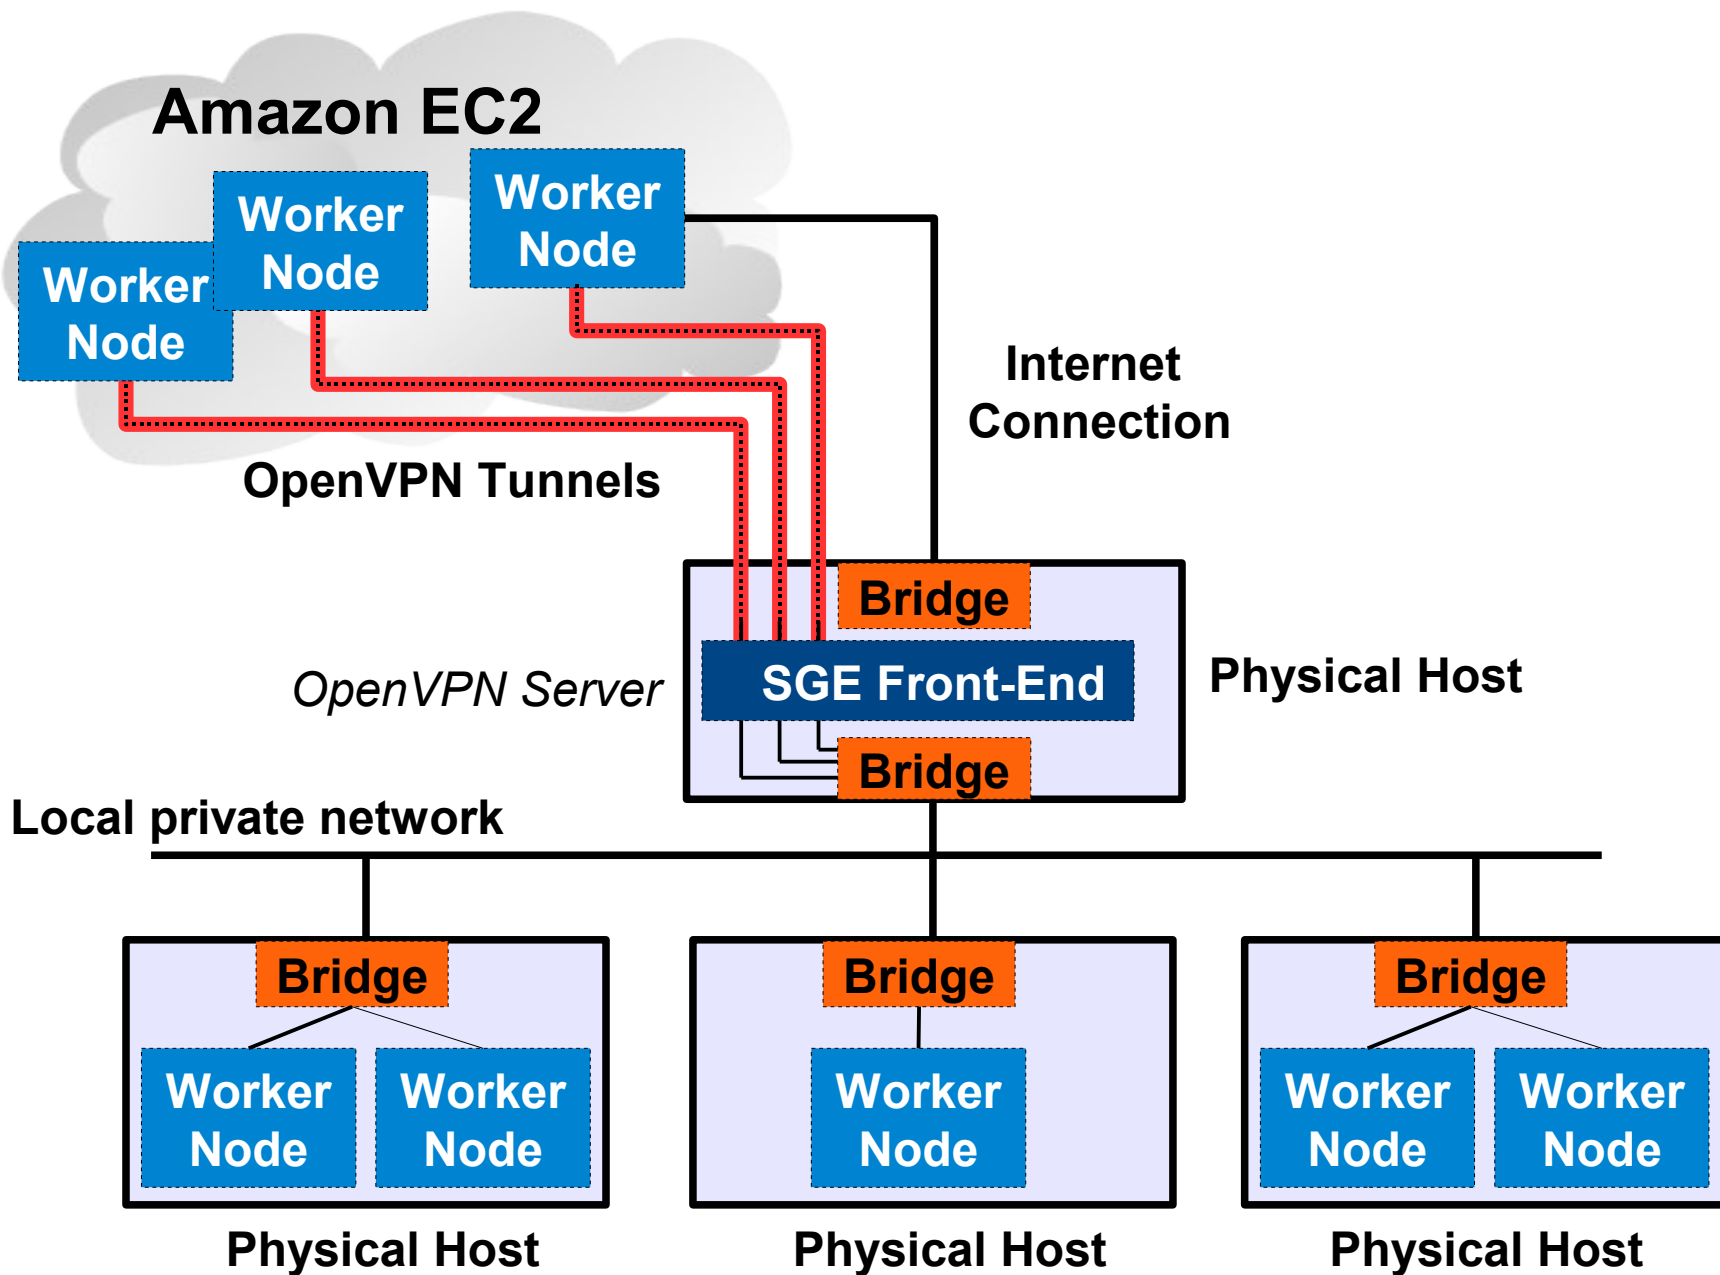 Amazon EC2
Worker
Node
Worker
Node
Worker
Node
Internet
Connection
OpenVPN Tunnels
Bridge
OpenVPN Server
SGE Front-End
Physical Host
Bridge
Local private network
Bridge
Worker
Node
Worker
Node
Physical Host
Bridge
Worker
Node
Physical Host
Bridge
Worker
Node
Worker
Node
Physical Host